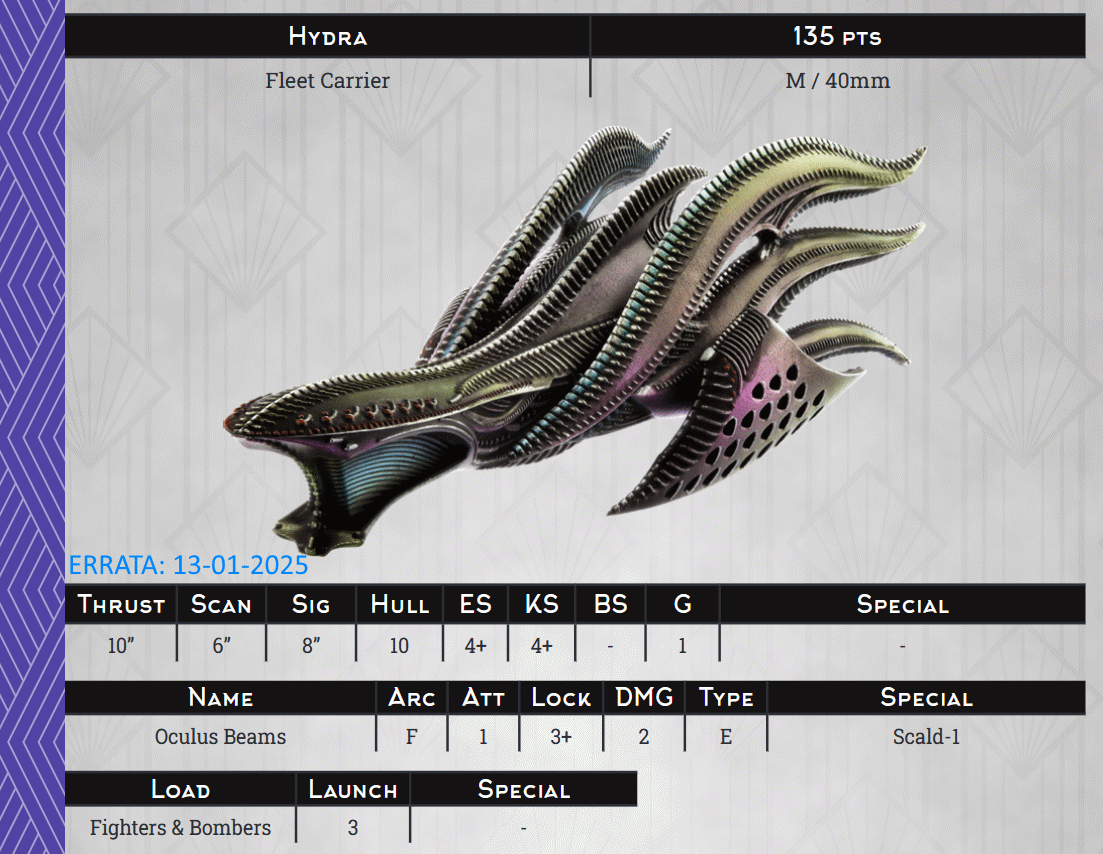 HYDRA 135 PTS
Fleet Carrier M / 40mm
ERRATA: 13-01-2025
THRUST SCAN SIG HULL ES KS BS G SPECIAL
10” 6” 8” 10 4+ 4+ - 1 -
NAME ARC ATT LOCK DMG TYPE SPECIAL
Oculus Beams F 1 3+ 2 E Scald-1
LOAD LAUNCH SPECIAL
Fighters & Bombers 3 -